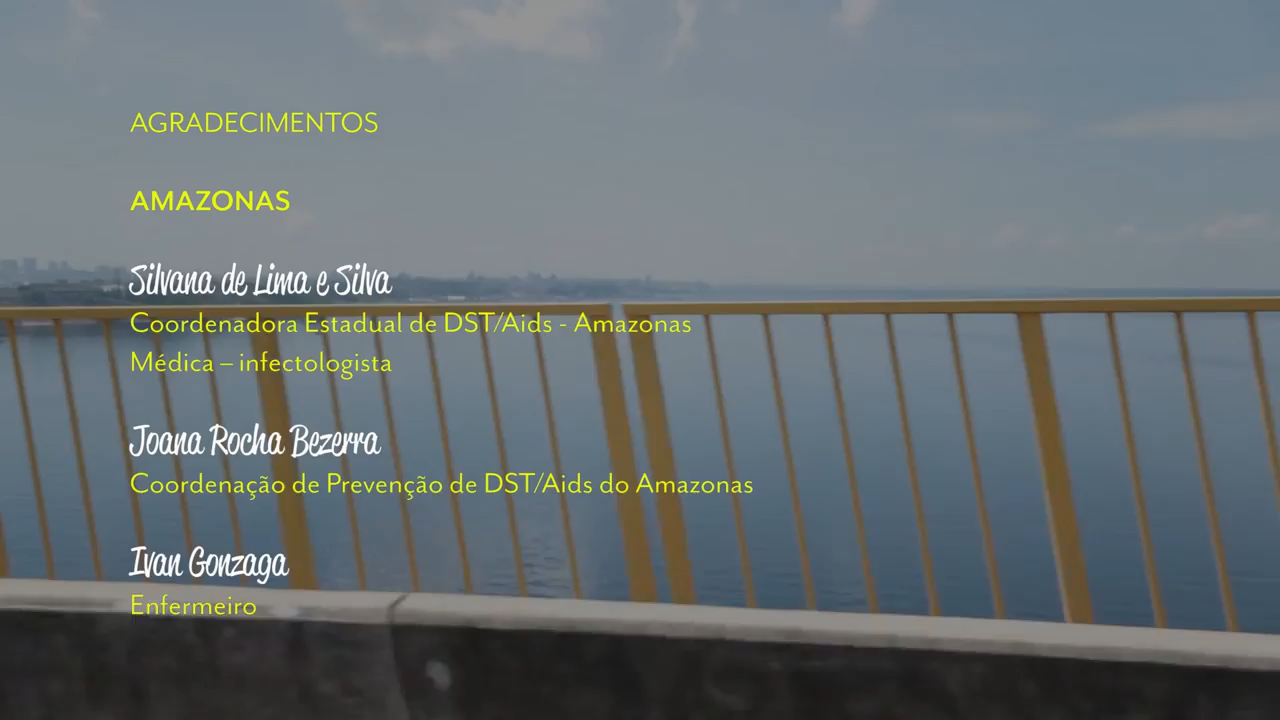 AGRADECIMENTOS
AMAZONAS
Silvana de Lima e Silva
Coordenadora Estadual de DST/Aids - Amazonas
Médica – infectologista
Joana Rocha Bezerra
Coordenação de Prevenção de DST/Aids do Amazonas
Ivan Gonzaga
Enfermeiro